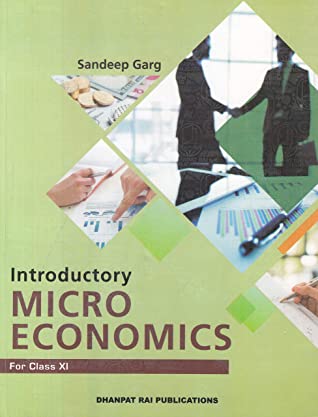 Sandeep Garg
Introductory
MICRO
ECONOMICS
For Class XI
DHANPAT RAI PUBLICATIONS